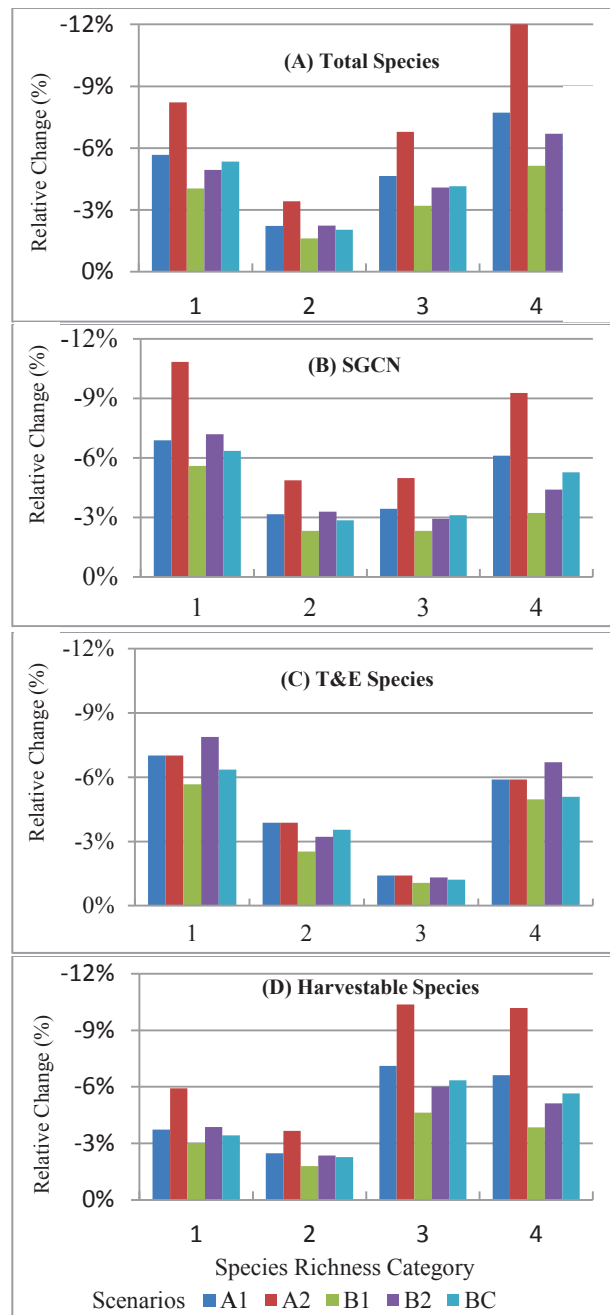 (A) Total Species
Relative Change (%)
-12%
-9%
-6%
-3%
0%
1 2 3 4
(B) SGCN
Relative Change (%)
-12%
-9%
-6%
-3%
0%
1 2 3 4
(C) T&E Species
Relative Change (%)
-12%
-9%
-6%
-3%
0%
1 2 3 4
(D) Harvestable Species
Relative Change (%)
-12%
-9%
-6%
-3%
0%
1 2 3 4
Species Richness Category
Scenarios A1 A2 B1 B2 BC